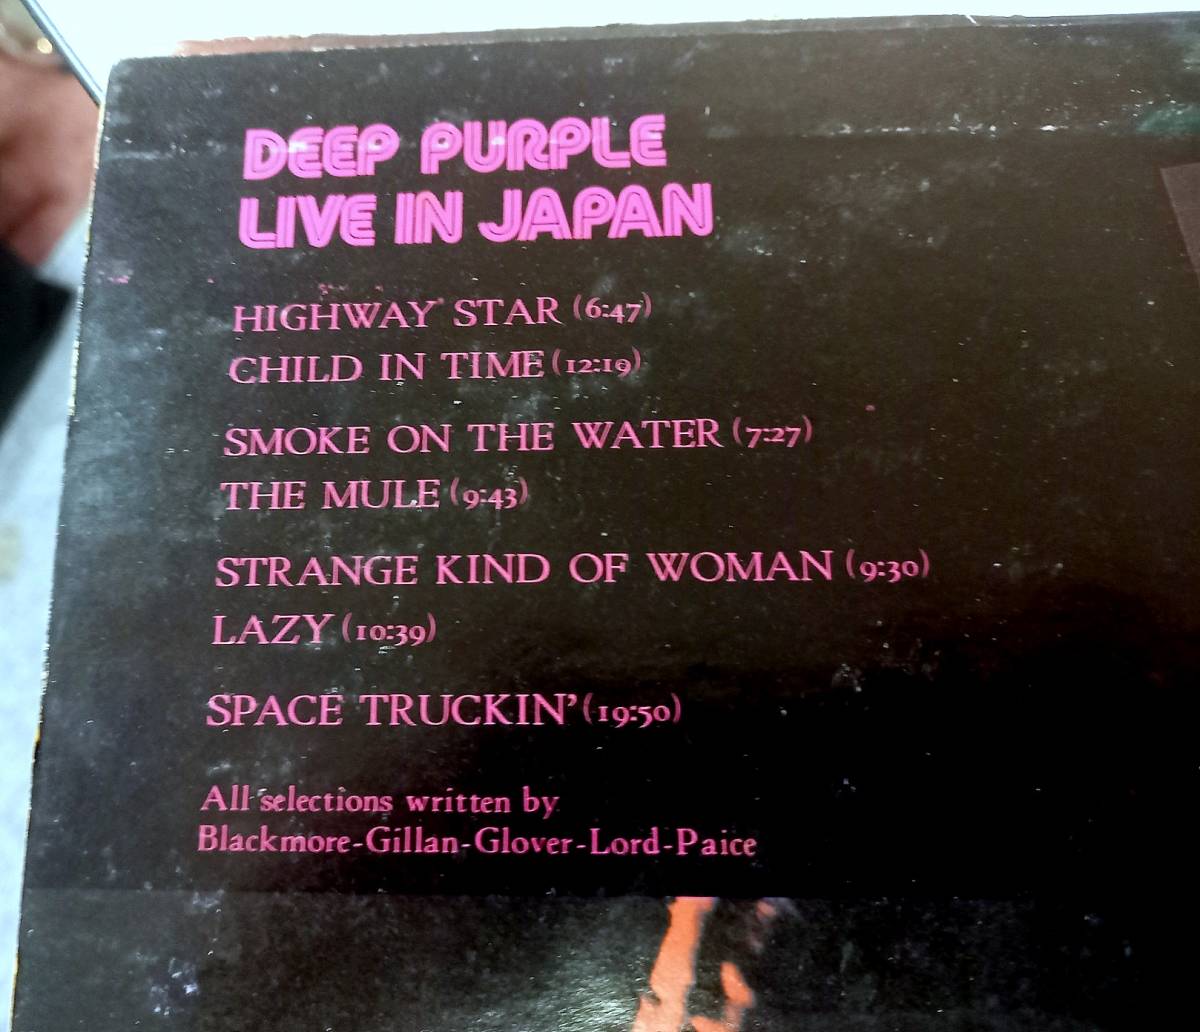 DEEP PURPLE
LIVE IN JAPAN
HIGHWAY STAR (6:47)
CHILD IN TIME (12:19)
SMOKE ON THE WATER (7:27)
THE MULE (9:43)
STRANGE KIND OF WOMAN (9:30)
LAZY (10:39)
SPACE TRUCKIN' (19:50)
All selections written by
Blackmore-Gillan-Glover-Lord-Paice